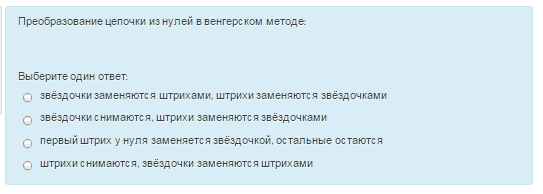 Преобразование цепочки из нулей в венгерском методе:
Выберите один ответ:
звёздочки заменяются штрихами, штрихи заменяются звёздочками
звёздочки снимаются, штрихи заменяются звёздочками
первый штрих у нуля заменяется звёздочкой, остальные остаются
штрихи снимаются, звёздочки заменяются штрихами